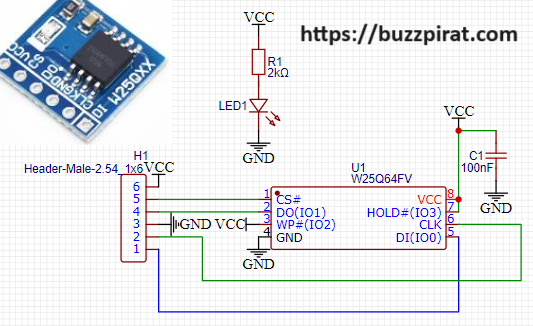 VCC
https://buzzpirat.com
R1
2kΩ
LED1
GND
VCC
C1
100nF
GND
H1
Header-Male-2.54_1x6
VCC
U1
W25Q64FV
6
5
4
3
2
1
GND
VCC
1 CS#
2 DO(IO1)
3 WP#(IO2)
4 GND
VCC 8
HOLD#(IO3) 7
CLK 6
DI(IO0) 5
GND
CS VCC
DO GND
CLK
DI
W25QXX